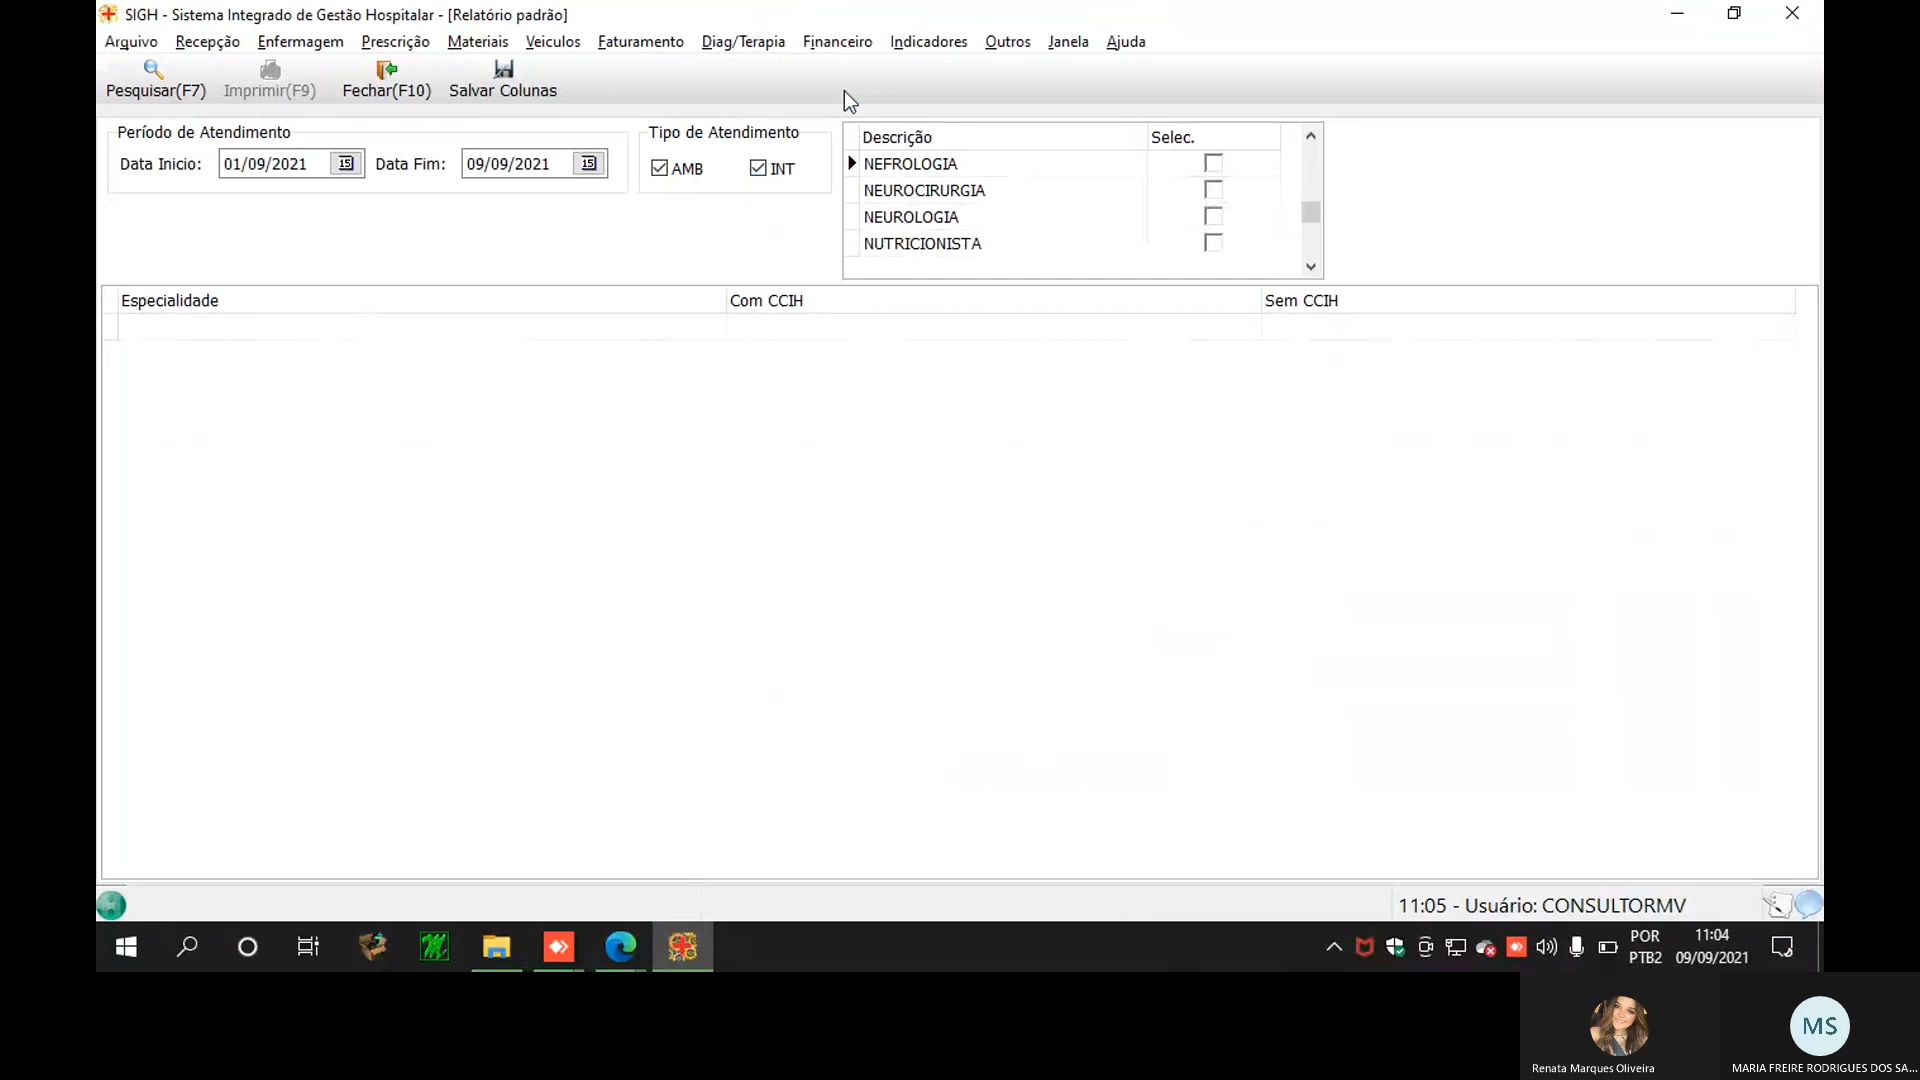 SIGH - Sistema Integrado de Gestão Hospitalar - [Relatório padrão]
Arquivo Recepção Enfermagem Prescrição Materiais Veiculos Faturamento Diag/Terapia Financeiro Indicadores Outros Janela Ajuda
Pesquisar(F7) Imprimir(F9) Fechar(F10) Salvar Colunas
Período de Atendimento
Data Inicio: 01/09/2021 15 Data Fim: 09/09/2021 15
Tipo de Atendimento
AMB INT
Descrição Selec.
NEFROLOGIA
NEUROCIRURGIA
NEUROLOGIA
NUTRICIONISTA
Especialidade Com CCIH Sem CCIH
11:05 - Usuário: CONSULTORMV
POR
PTB2
11:04
09/09/2021
MS
Renata Marques Oliveira
MARIA FREIRE RODRIGUES DOS SA...